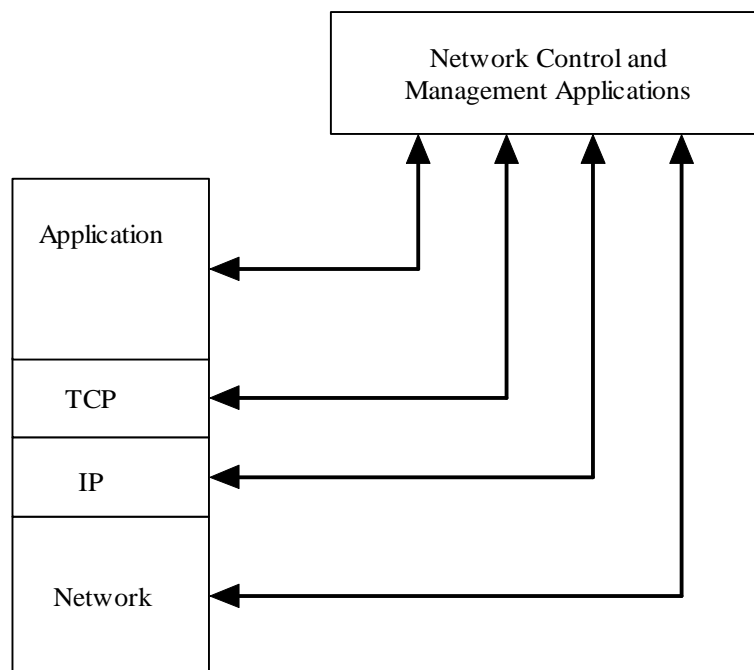 Network Control and
Management Applications
Application
TCP
IP
Network